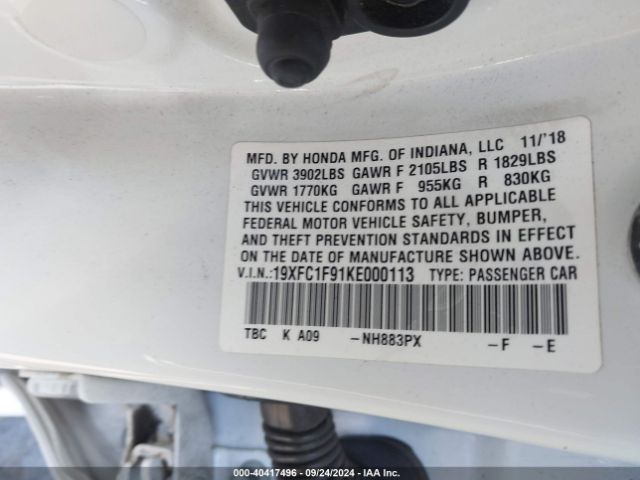 MFD. BY HONDA MFG. OF INDIANA, LLC 11/'18
GVWR 3902LBS GAWR F 2105LBS R 1829LBS
GVWR 1770KG GAWR F 955KG R 830KG
THIS VEHICLE CONFORMS TO ALL APPLICABLE
FEDERAL MOTOR VEHICLE SAFETY, BUMPER,
AND THEFT PREVENTION STANDARDS IN EFFECT
ON THE DATE OF MANUFACTURE SHOWN ABOVE.
V.I.N.:19XFC1F91KE000113 TYPE: PASSENGER CAR
TBC K A09 -NH883PX -F -E
000-40417496 - 09/24/2024 - IAA Inc.